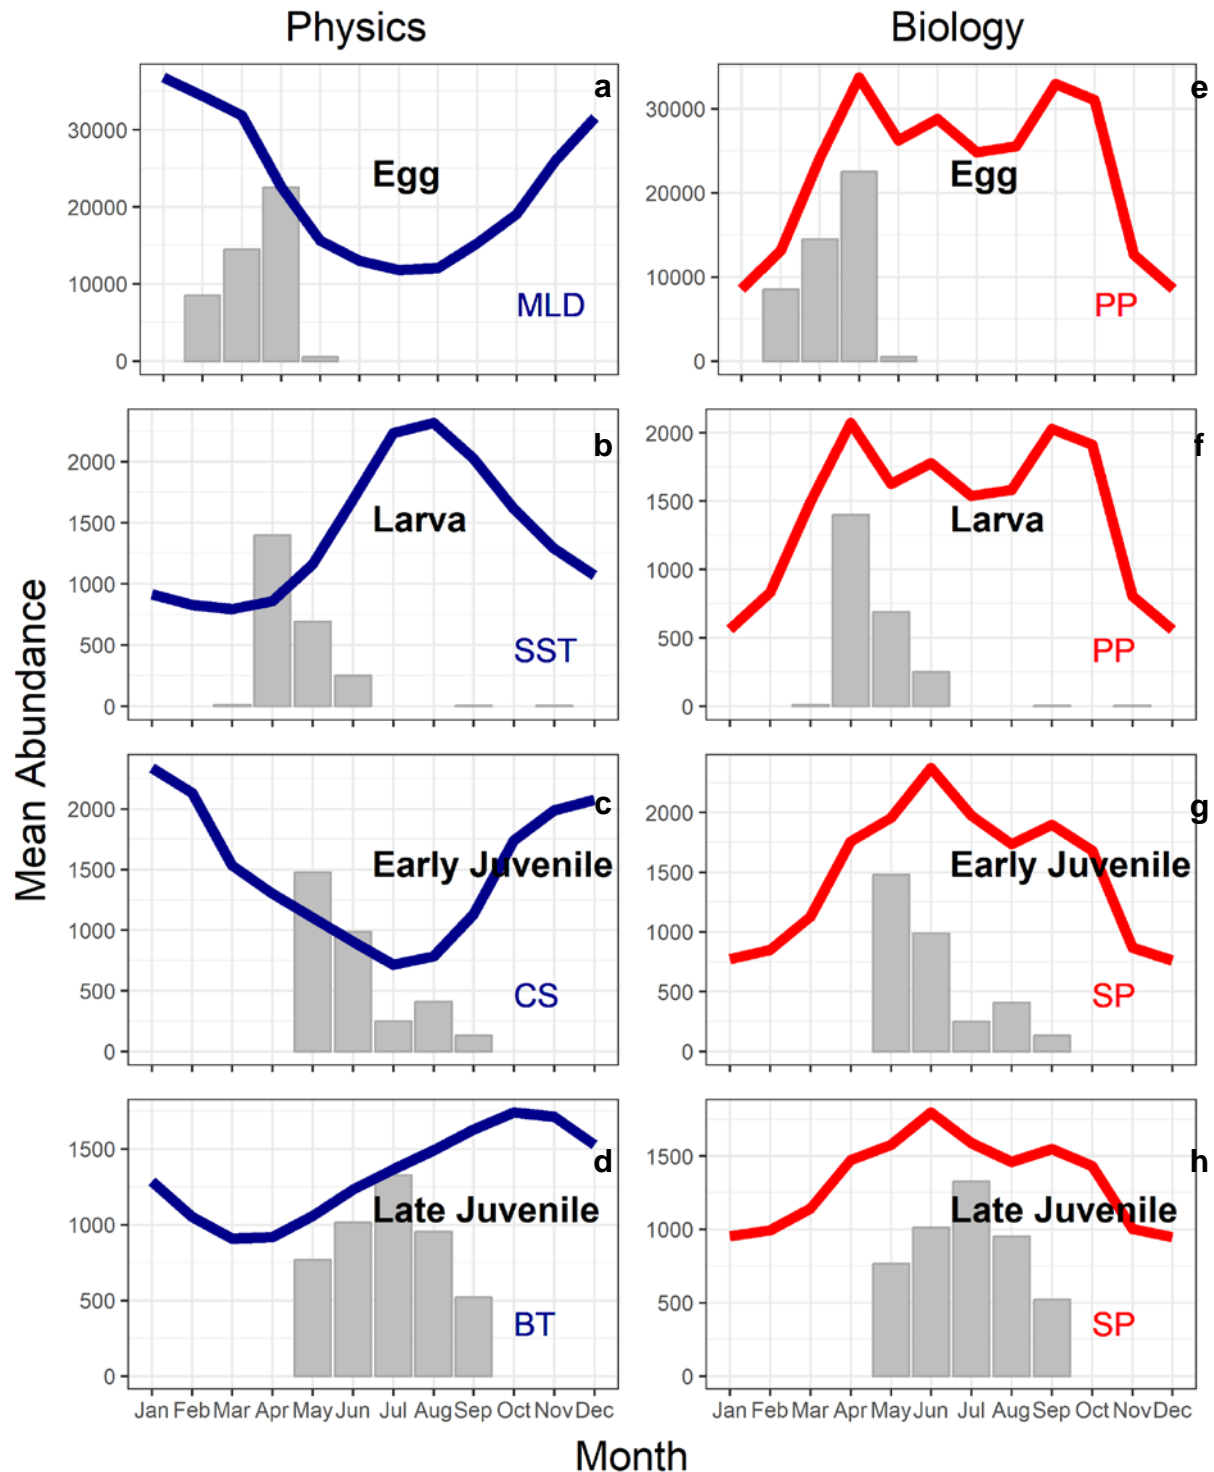 Physics
Biology
Mean Abundance
a
30000
20000
10000
0
Egg
MLD
e
30000
20000
10000
0
Egg
PP
b
2000
1500
1000
500
0
Larva
SST
f
2000
1500
1000
500
0
Larva
PP
c
2000
1500
1000
500
0
Early Juvenile
CS
g
2000
1500
1000
500
0
Early Juvenile
SP
d
1500
1000
500
0
Late Juvenile
BT
h
1500
1000
500
0
Late Juvenile
SP
Jan Feb Mar Apr May Jun Jul Aug Sep Oct Nov Dec
Jan Feb Mar Apr May Jun Jul Aug Sep Oct Nov Dec
Month